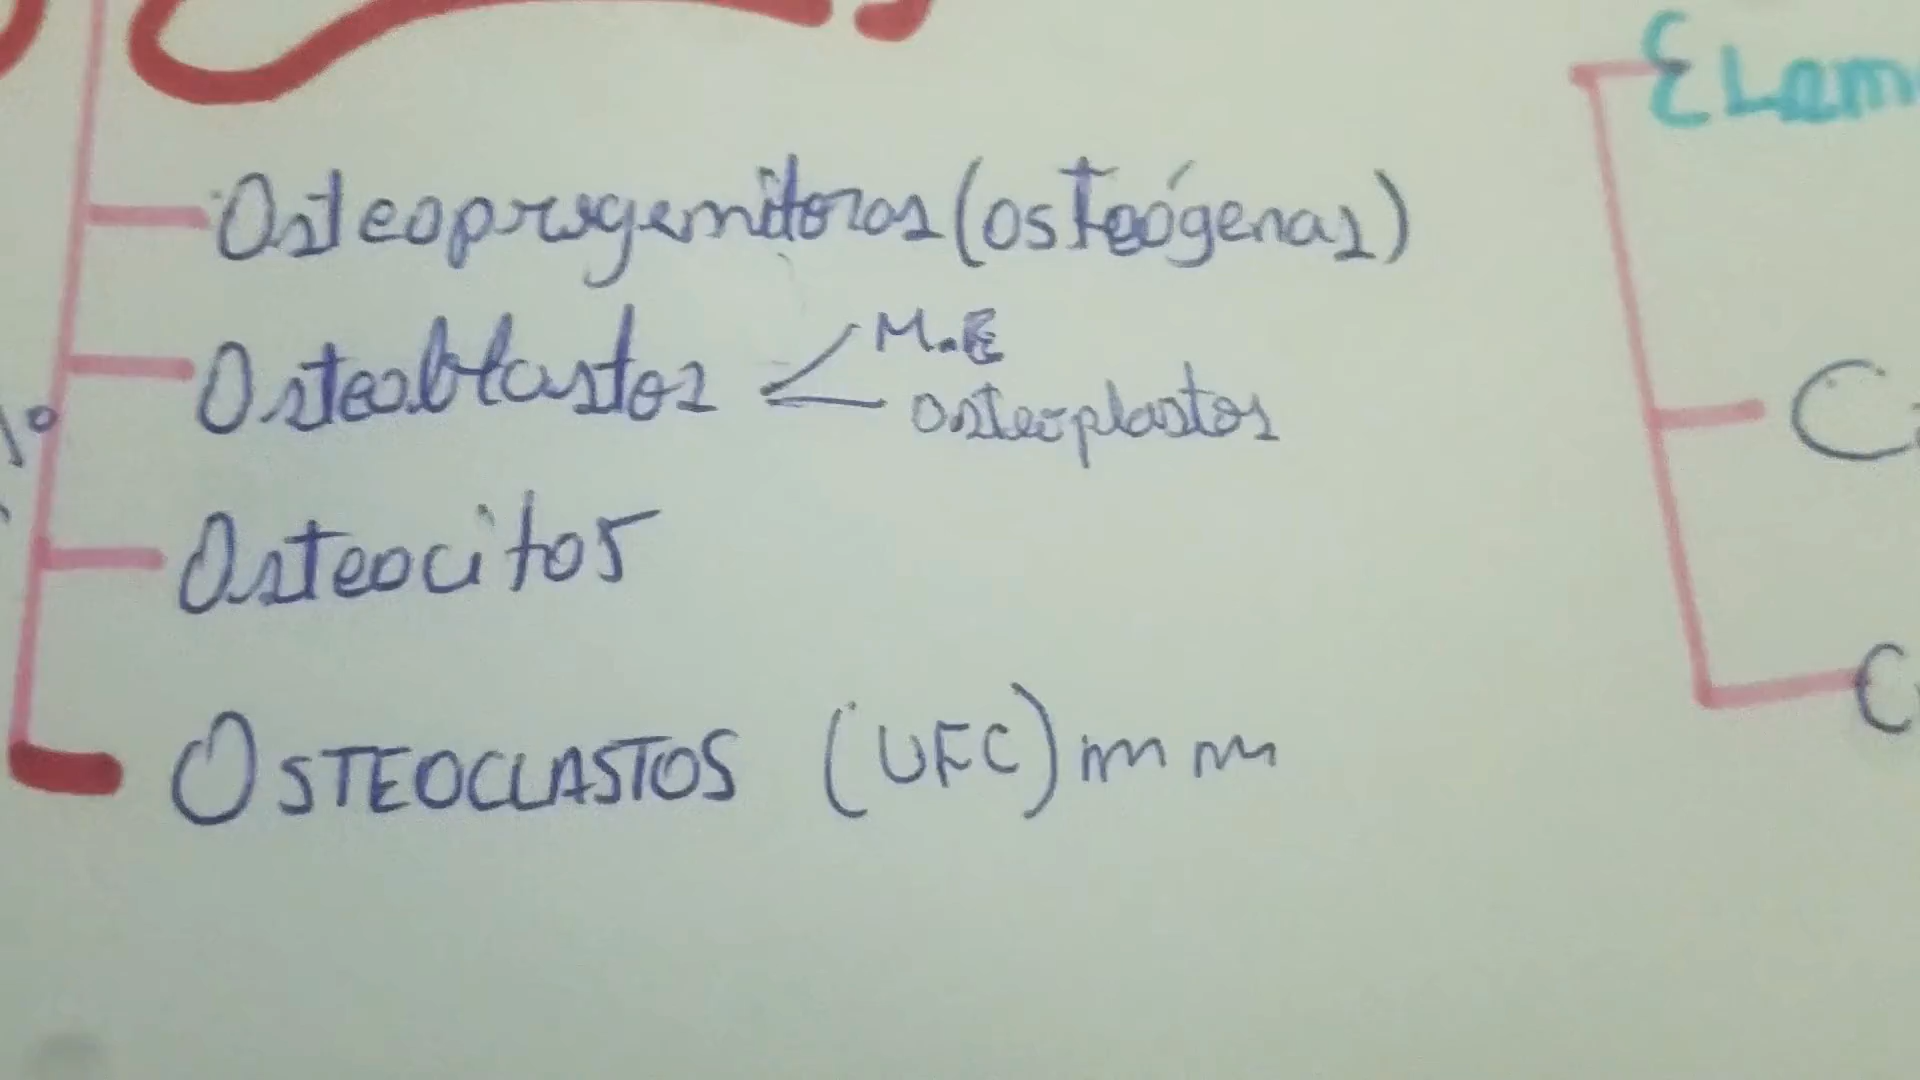 Osteoprogenitoras (osteógenas)
Osteoblastos < M.E
osteoplastos
Osteocitos
OSTEOCLASTOS (UFC) m m